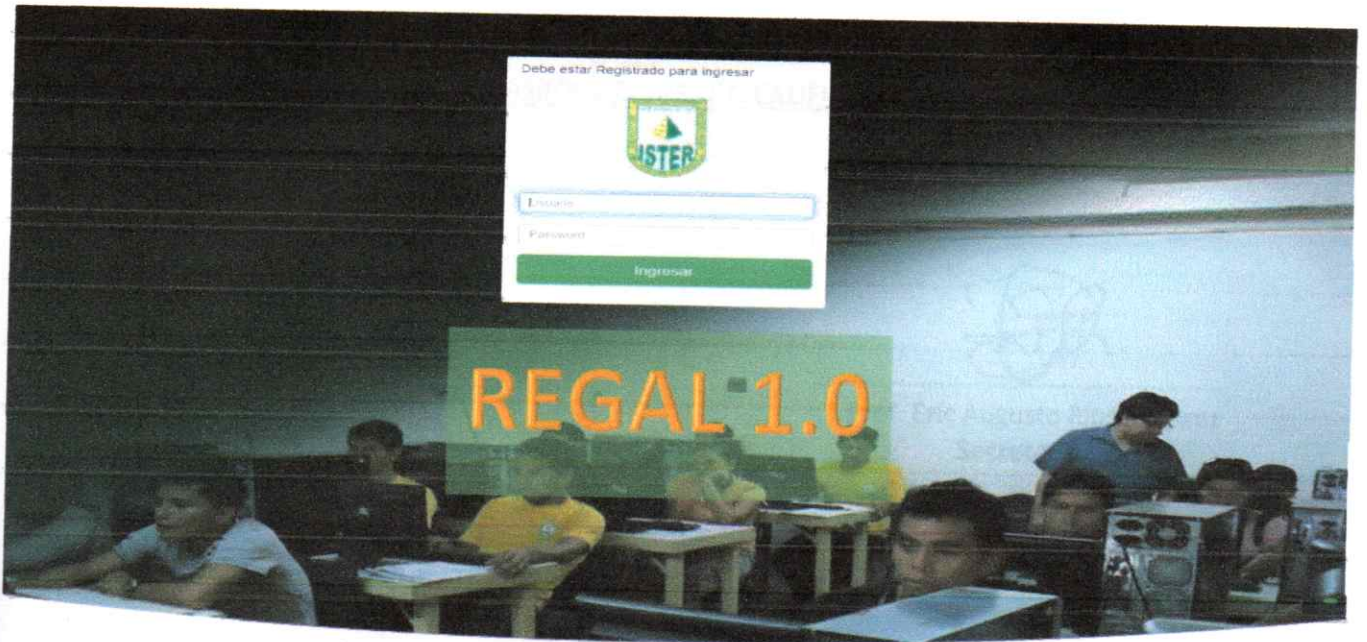 Debe estar Registrado para ingresar
ISTER
Usuario
Password
Ingresar
REGAL 1.0